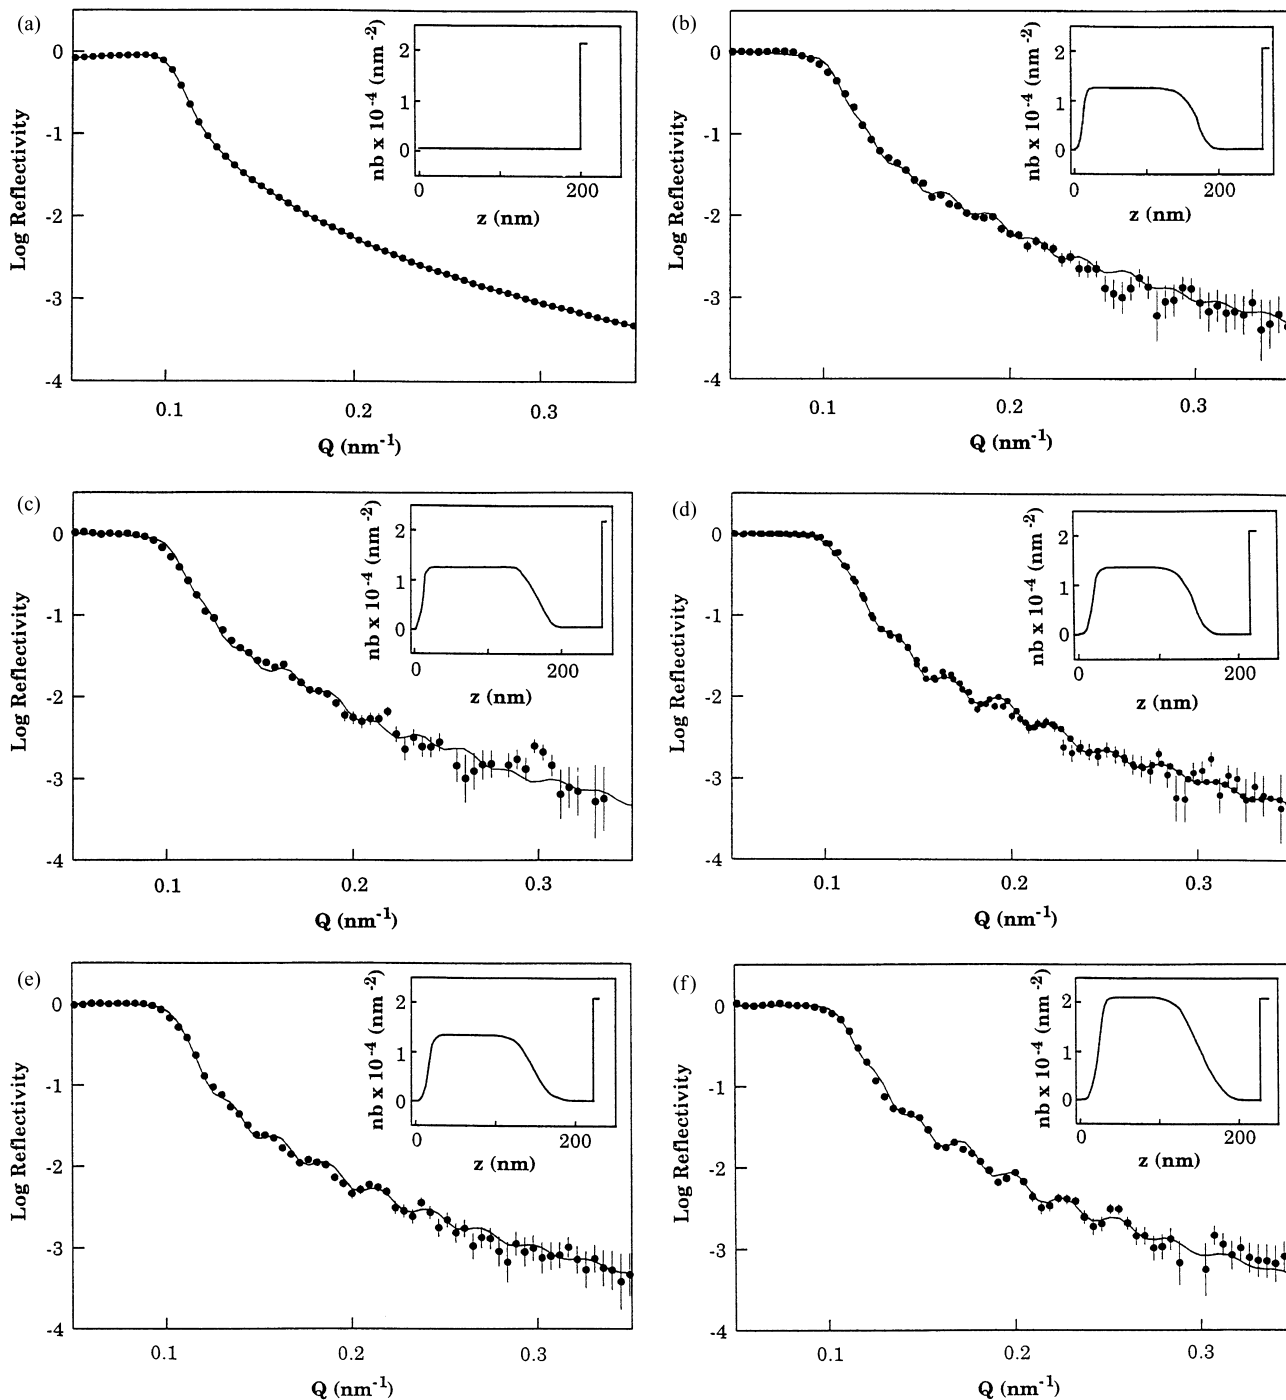 (a)
0
-1
-2
-3
-4
Log Reflectivity
0.1
0.2
0.3
Q (nm-1)
2
1
0
nb x 10-4 (nm-2)
0
200
z (nm)
(b)
0
-1
-2
-3
-4
Log Reflectivity
0.1
0.2
0.3
Q (nm-1)
2
1
0
nb x 10-4 (nm-2)
0
200
z (nm)
(c)
0
-1
-2
-3
-4
Log Reflectivity
0.1
0.2
0.3
Q (nm-1)
2
1
0
nb x 10-4 (nm-2)
0
200
z (nm)
(d)
0
-1
-2
-3
-4
Log Reflectivity
0.1
0.2
0.3
Q (nm-1)
2
1
0
nb x 10-4 (nm-2)
0
100
200
z (nm)
(e)
0
-1
-2
-3
-4
Log Reflectivity
0.1
0.2
0.3
Q (nm-1)
2
1
0
nb x 10-4 (nm-2)
0
200
z (nm)
(f)
0
-1
-2
-3
-4
Log Reflectivity
0.1
0.2
0.3
Q (nm-1)
2
1
0
nb x 10-4 (nm-2)
0
100
200
z (nm)